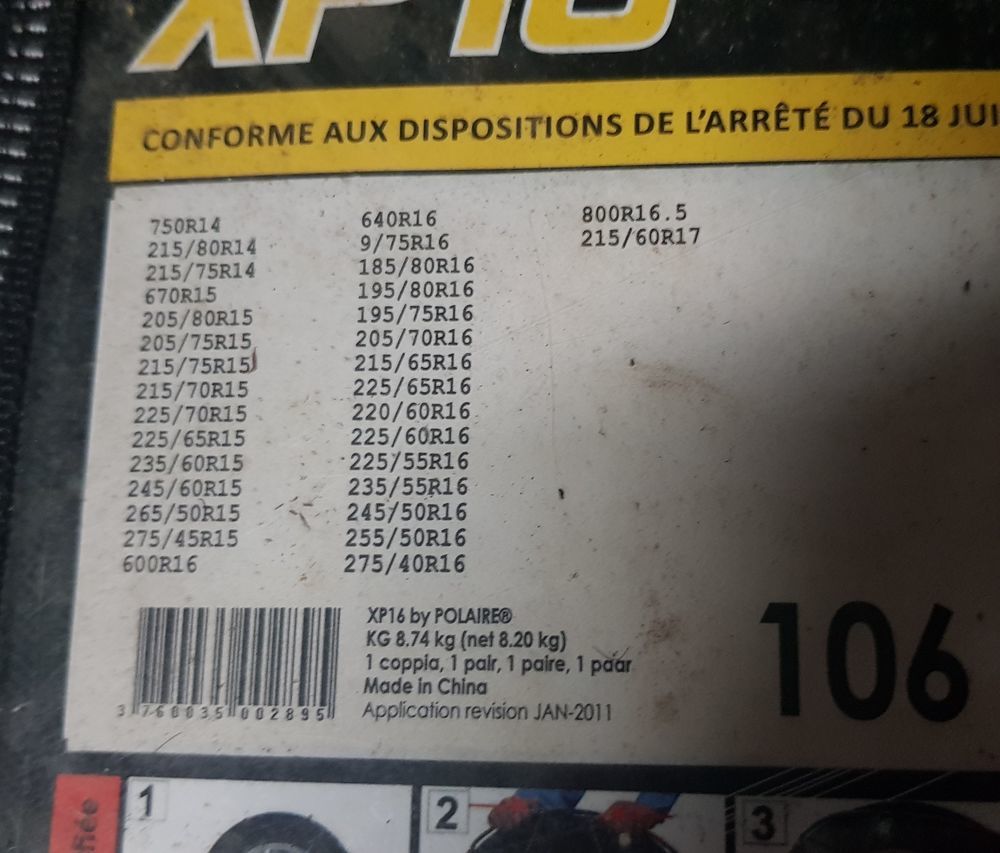 XP16
CONFORME AUX DISPOSITIONS DE L'ARRÊTÉ DU 18 JUI
750R14
215/80R14
215/75R14
670R15
205/80R15
205/75R15
215/75R15
215/70R15
225/70R15
225/65R15
235/60R15
245/60R15
265/50R15
275/45R15
600R16
640R16
9/75R16
185/80R16
195/80R16
195/75R16
205/70R16
215/65R16
225/65R16
220/60R16
225/60R16
225/55R16
235/55R16
245/50R16
255/50R16
275/40R16
800R16.5
215/60R17
3 760035 002895
XP16 by POLAIRE®
KG 8.74 kg (net 8.20 kg)
1 coppia, 1 pair, 1 paire, 1 paar
Made in China
Application revision JAN-2011
106
fiée
1
2
3